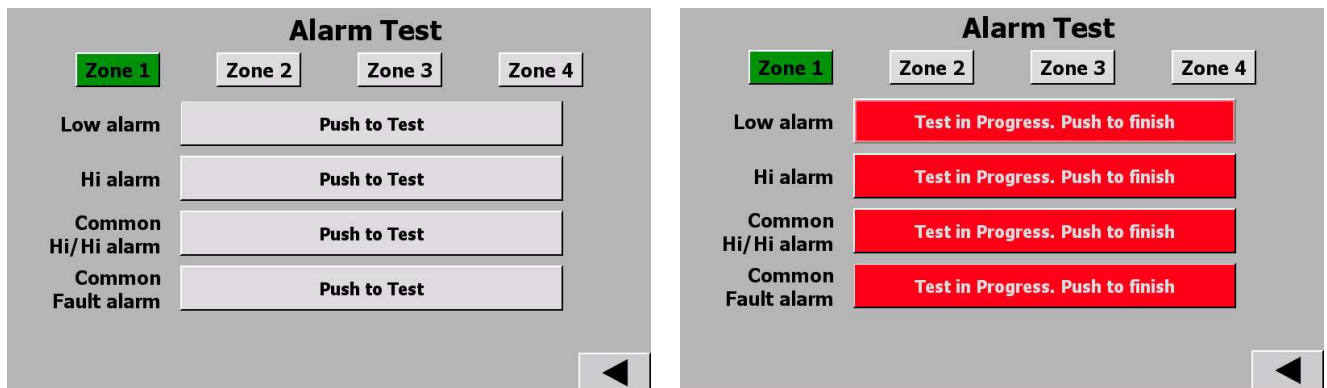 Alarm Test
Zone 1 Zone 2 Zone 3 Zone 4
Low alarm Push to Test
Hi alarm Push to Test
Common
Hi/Hi alarm Push to Test
Common
Fault alarm Push to Test
Alarm Test
Zone 1 Zone 2 Zone 3 Zone 4
Low alarm Test in Progress. Push to finish
Hi alarm Test in Progress. Push to finish
Common
Hi/Hi alarm Test in Progress. Push to finish
Common
Fault alarm Test in Progress. Push to finish